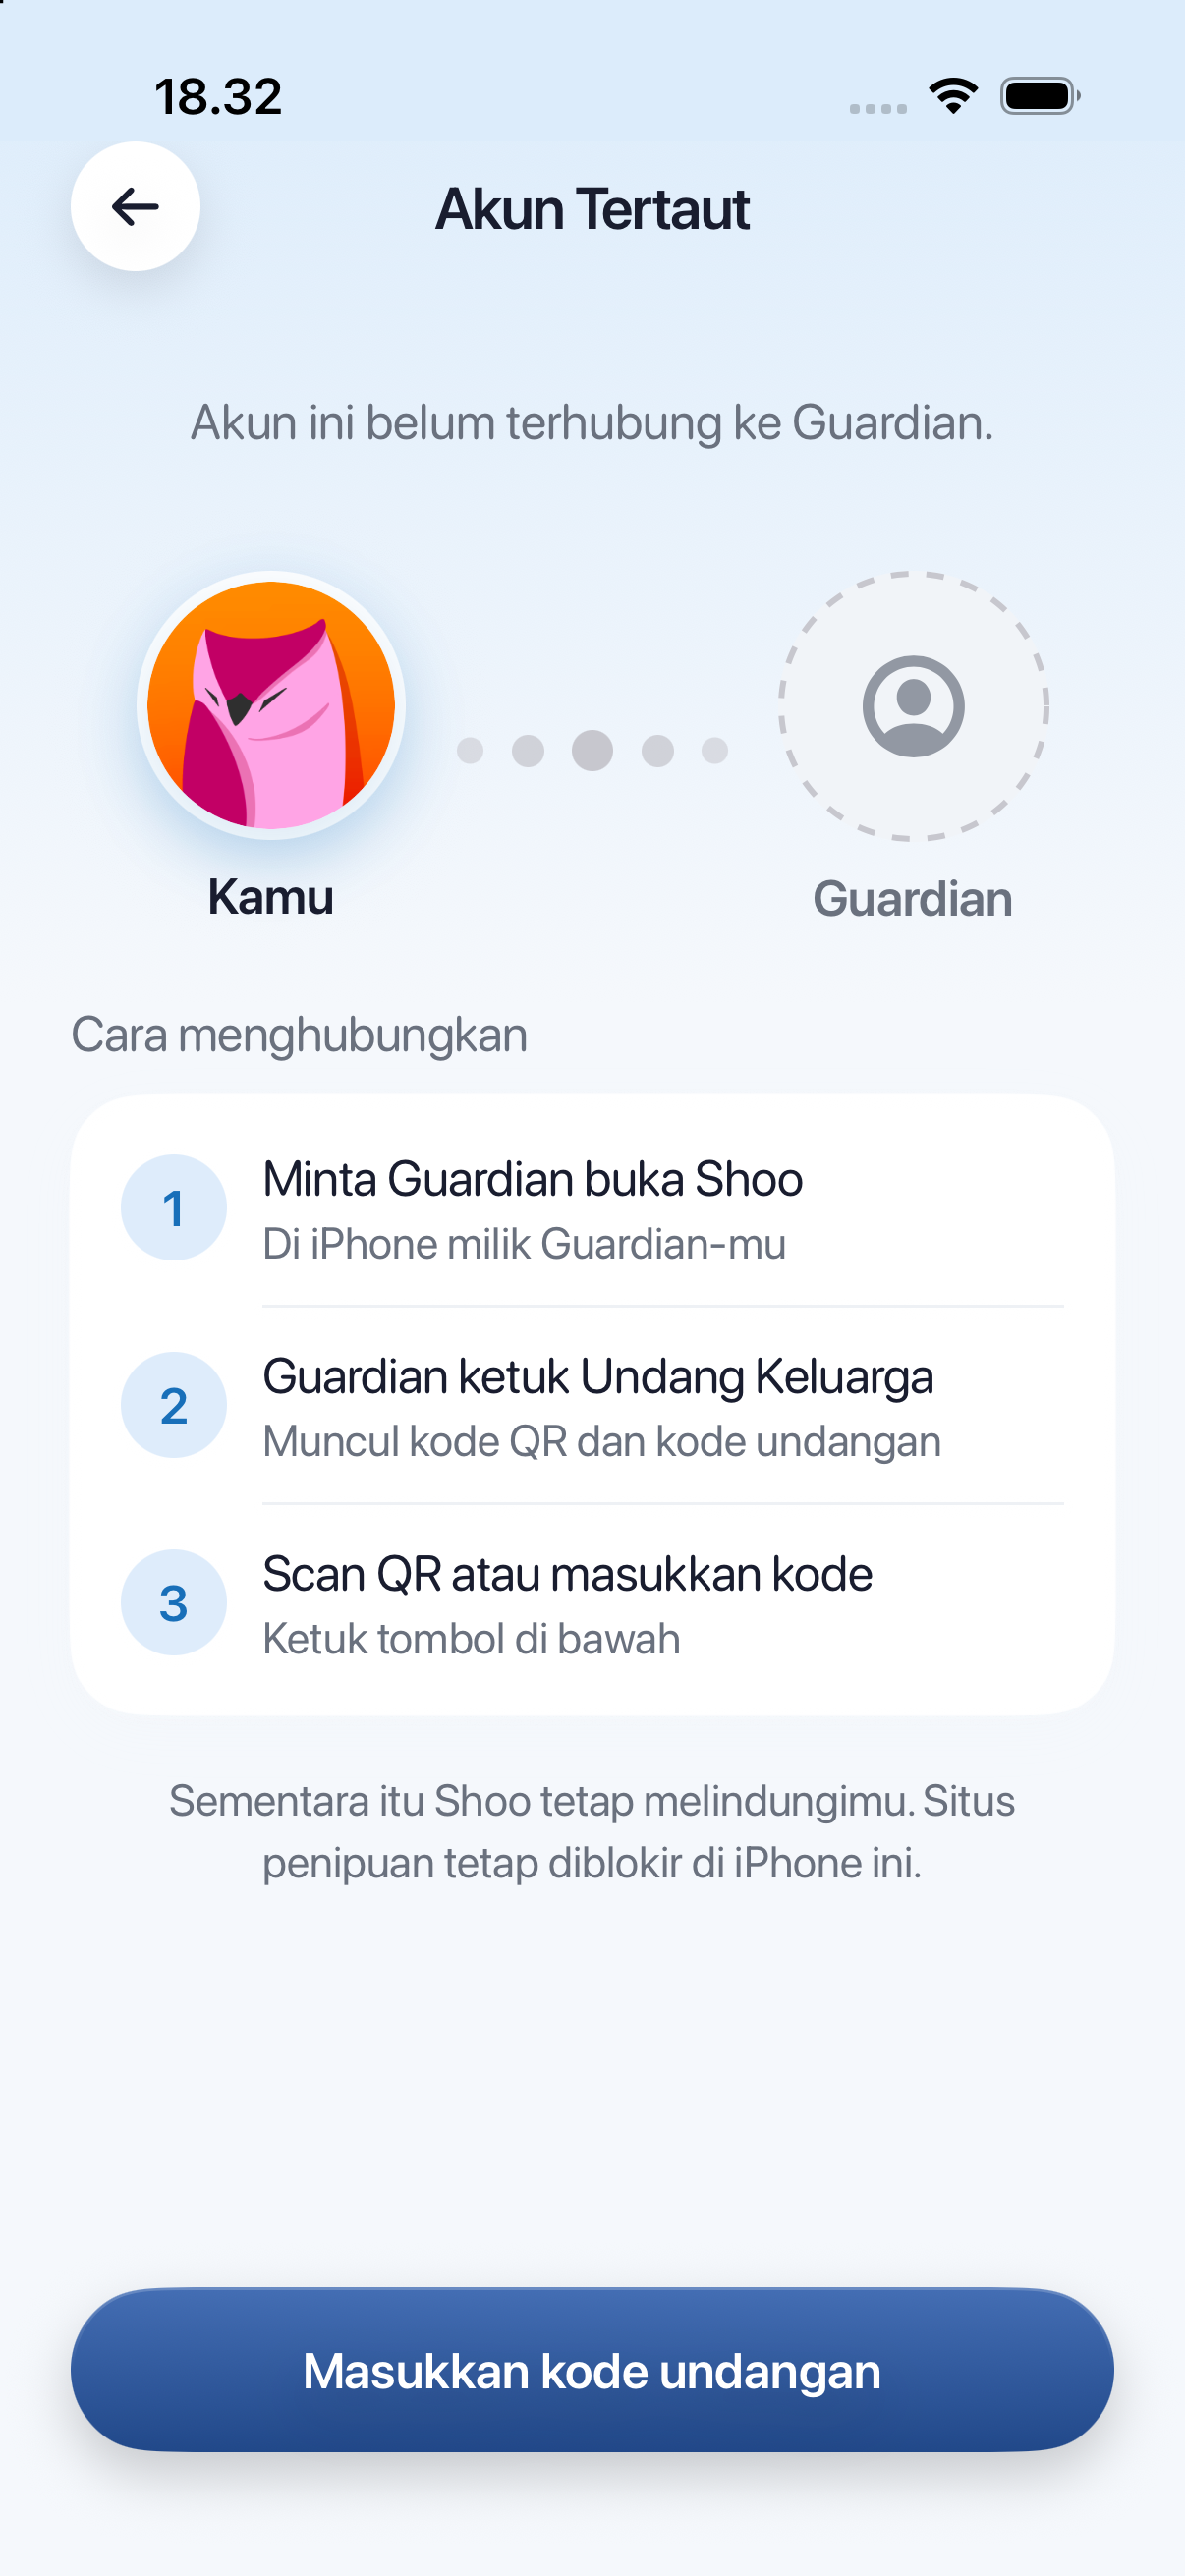 18.32
Akun Tertaut
Akun ini belum terhubung ke Guardian.
Kamu
Guardian
Cara menghubungkan
1
Minta Guardian buka Shoo
Di iPhone milik Guardian-mu
2
Guardian ketuk Undang Keluarga
Muncul kode QR dan kode undangan
3
Scan QR atau masukkan kode
Ketuk tombol di bawah
Sementara itu Shoo tetap melindungimu. Situs
penipuan tetap diblokir di iPhone ini.
Masukkan kode undangan